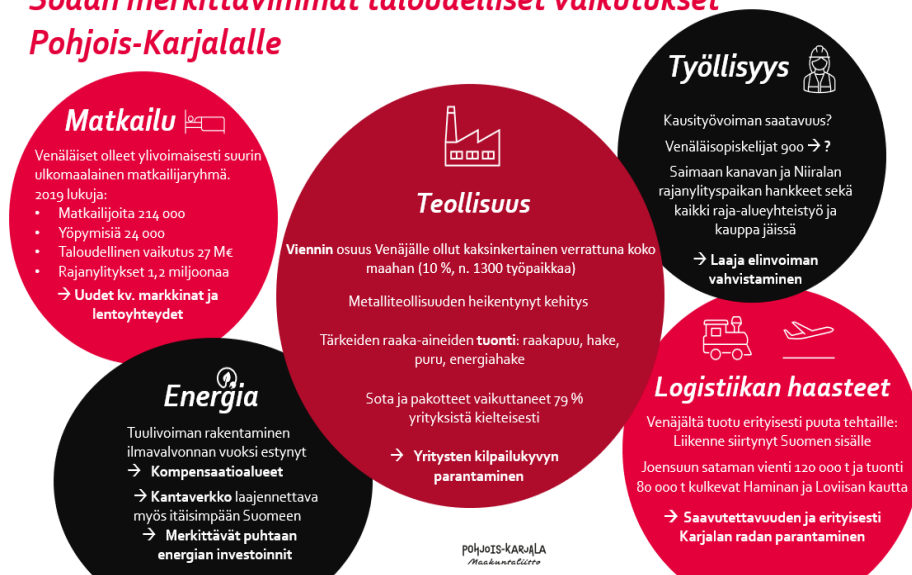 Sodan merkittävimmät taloudelliset vaikutukset
Pohjois-Karjalalle
Matkailu
Venäläiset olleet ylivoimaisesti suurin
ulkomaalainen matkailijaryhmä.
2019 lukuja:
• Matkailijoita 214 000
• Yöpymisiä 24 000
• Taloudellinen vaikutus 27 M€
• Rajanylitykset 1,2 miljoonaa
→ Uudet kv. markkinat ja
lentoyhteydet
Teollisuus
Viennin osuus Venäjälle ollut kaksinkertainen verrattuna koko
maahan (10 %, n. 1300 työpaikkaa)
Metalliteollisuuden heikentynyt kehitys
Tärkeiden raaka-aineiden tuonti: raakapuu, hake,
puru, energiahake
Sota ja pakotteet vaikuttaneet 79 %
yrityksistä kielteisesti
→ Yritysten kilpailukyvyn
parantaminen
Työllisyys
Kausityövoiman saatavuus?
Venäläisopiskelijat 900 → ?
Saimaan kanavan ja Niiralan
rajanylityspaikan hankkeet sekä
kaikki raja-alueyhteistyö ja
kauppa jäissä
→ Laaja elinvoiman
vahvistaminen
Energia
Tuulivoiman rakentaminen
ilmavalvonnan vuoksi estynyt
→ Kompensaatioalueet
→ Kantaverkko laajennettava
myös itäisimpään Suomeen
→ Merkittävät puhtaan
energian investoinnit
Logistiikan haasteet
Venäjältä tuotu erityisesti puuta tehtaille:
Liikenne siirtynyt Suomen sisälle
Joensuun sataman vienti 120 000 t ja tuonti
80 000 t kulkevat Haminan ja Loviisan kautta
→ Saavutettavuuden ja erityisesti
Karjalan radan parantaminen
POHJOIS-KARJALA
Maakuntaliitto